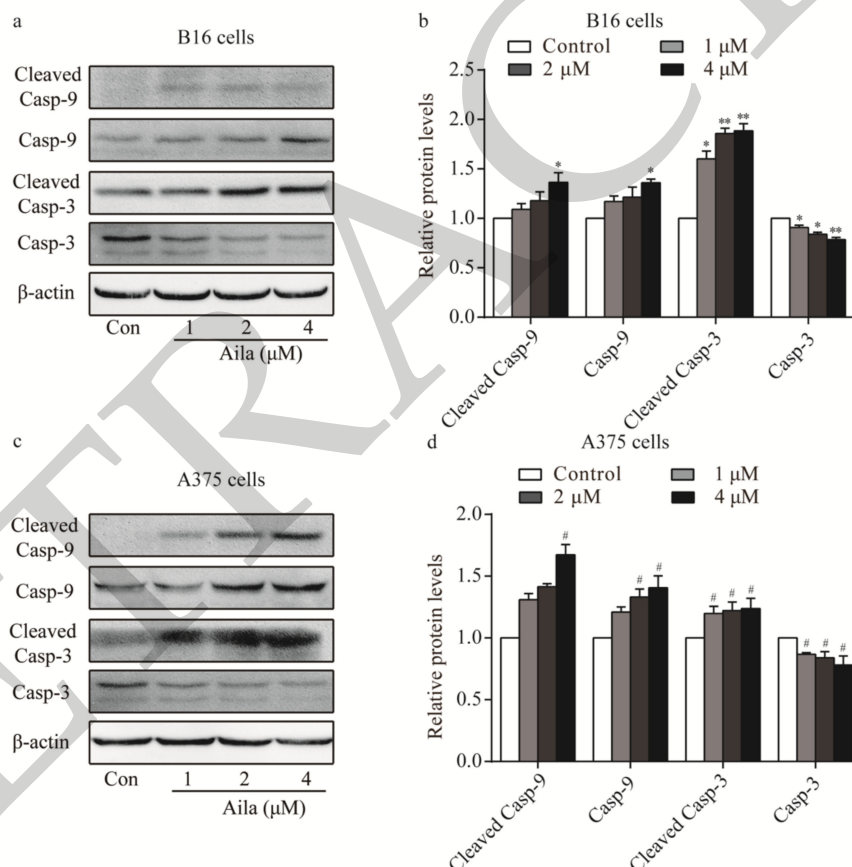 a
B16 cells
Cleaved
Casp-9
Casp-9
Cleaved
Casp-3
Casp-3
β-actin
Con 1 2 4
Aila (μM)
b
B16 cells
Control 1 μM
2 μM 4 μM
Relative protein levels
2.5
2.0
1.5
1.0
0.5
0.0
*
*
* ** **
* * **
Cleaved Casp-9
Casp-9
Cleaved Casp-3
Casp-3
c
A375 cells
Cleaved
Casp-9
Casp-9
Cleaved
Casp-3
Casp-3
β-actin
Con 1 2 4
Aila (μM)
d
A375 cells
Control 1 μM
2 μM 4 μM
Relative protein levels
2.0
1.5
1.0
0.5
0.0
#
# #
# # #
# # #
Cleaved Casp-9
Casp-9
Cleaved Casp-3
Casp-3
ETRAC